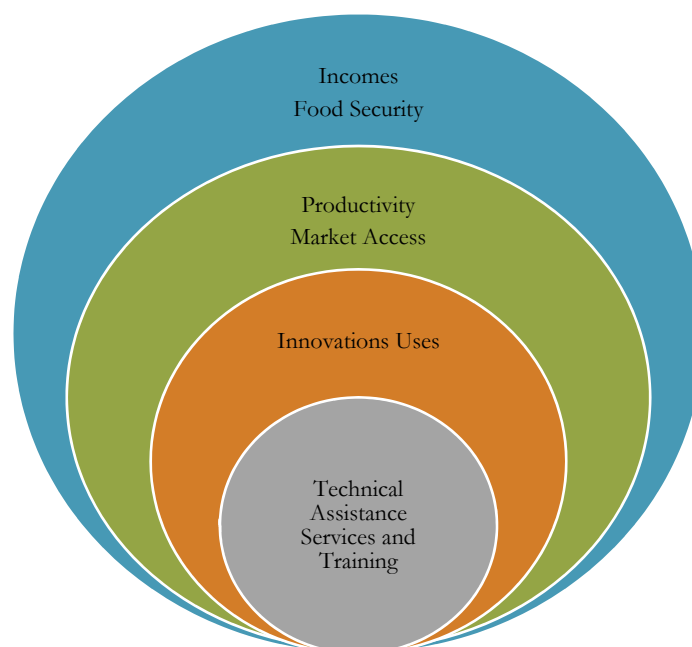 Incomes
Food Security
Productivity
Market Access
Innovations Uses
Technical
Assistance
Services and
Training